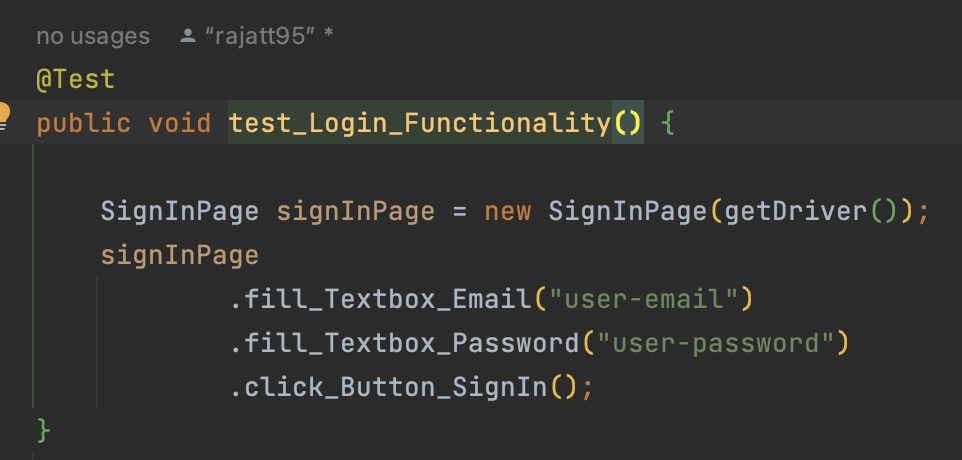 no usages “rajatt95” *
@Test
public void test_Login_Functionality() {
SignInPage signInPage = new SignInPage(getDriver());
signInPage
.fill_Textbox_Email("user-email")
.fill_Textbox_Password("user-password")
.click_Button_SignIn();
}